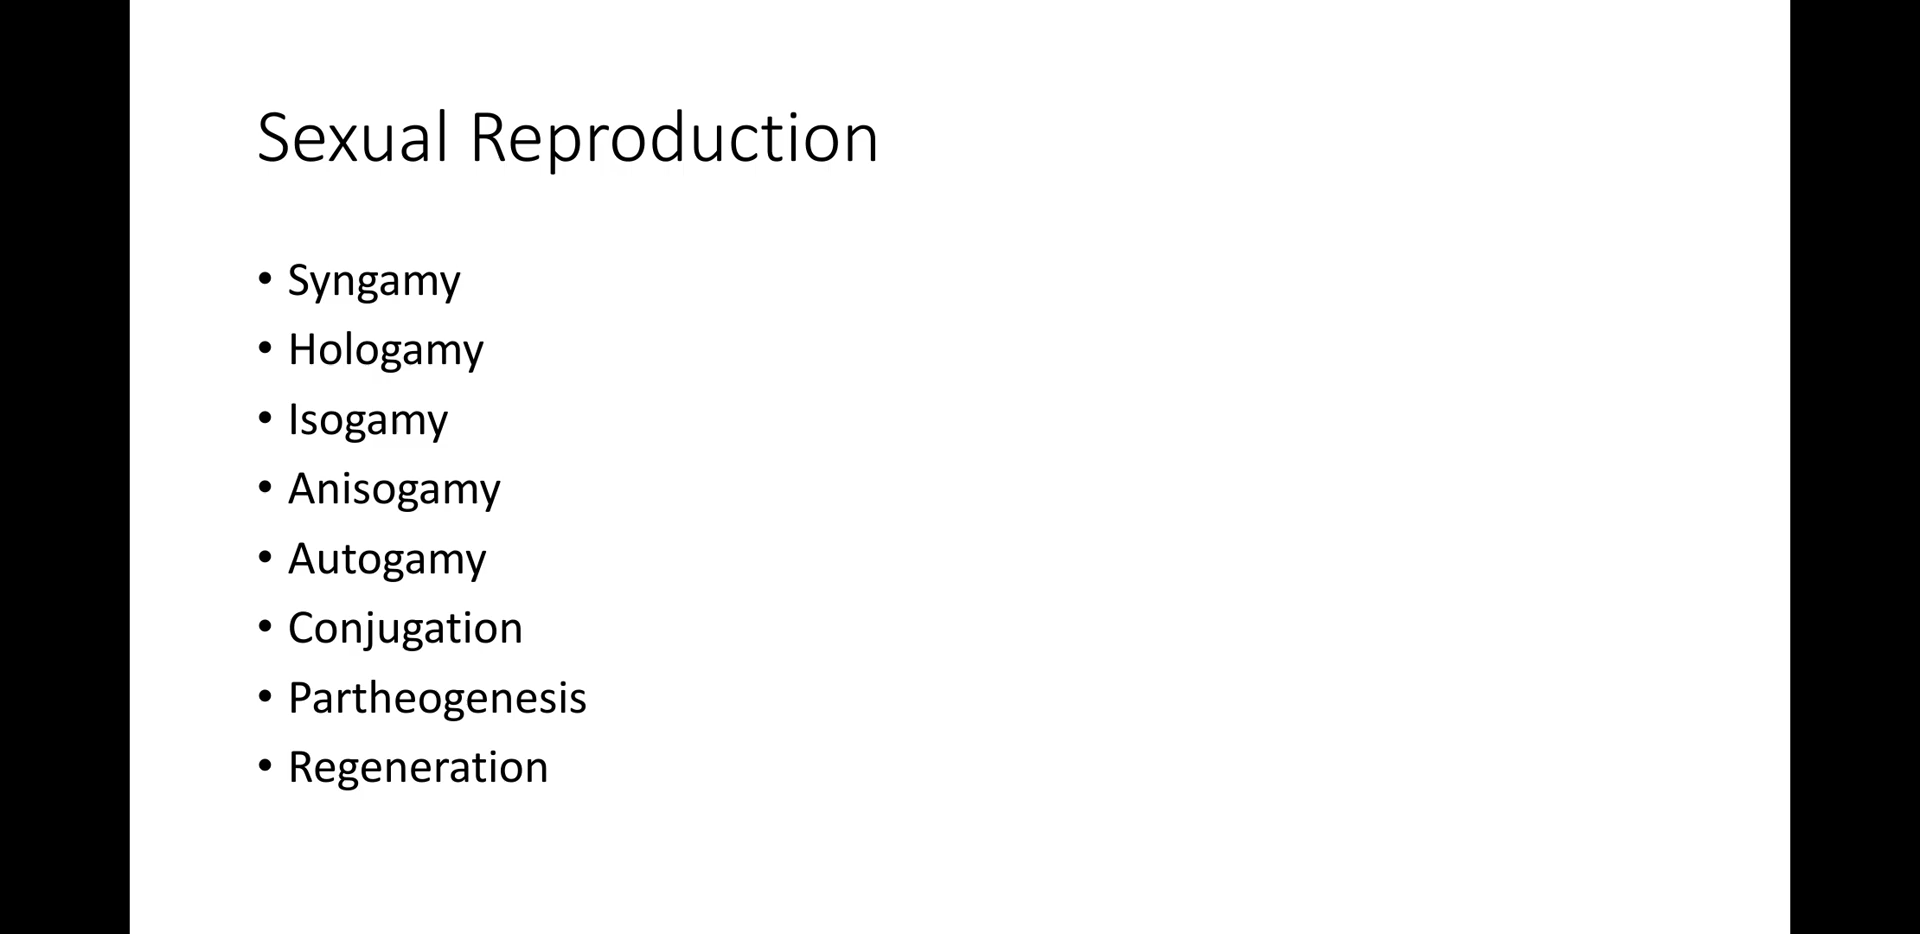 Sexual Reproduction
• Syngamy
• Hologamy
• Isogamy
• Anisogamy
• Autogamy
• Conjugation
• Partheogenesis
• Regeneration